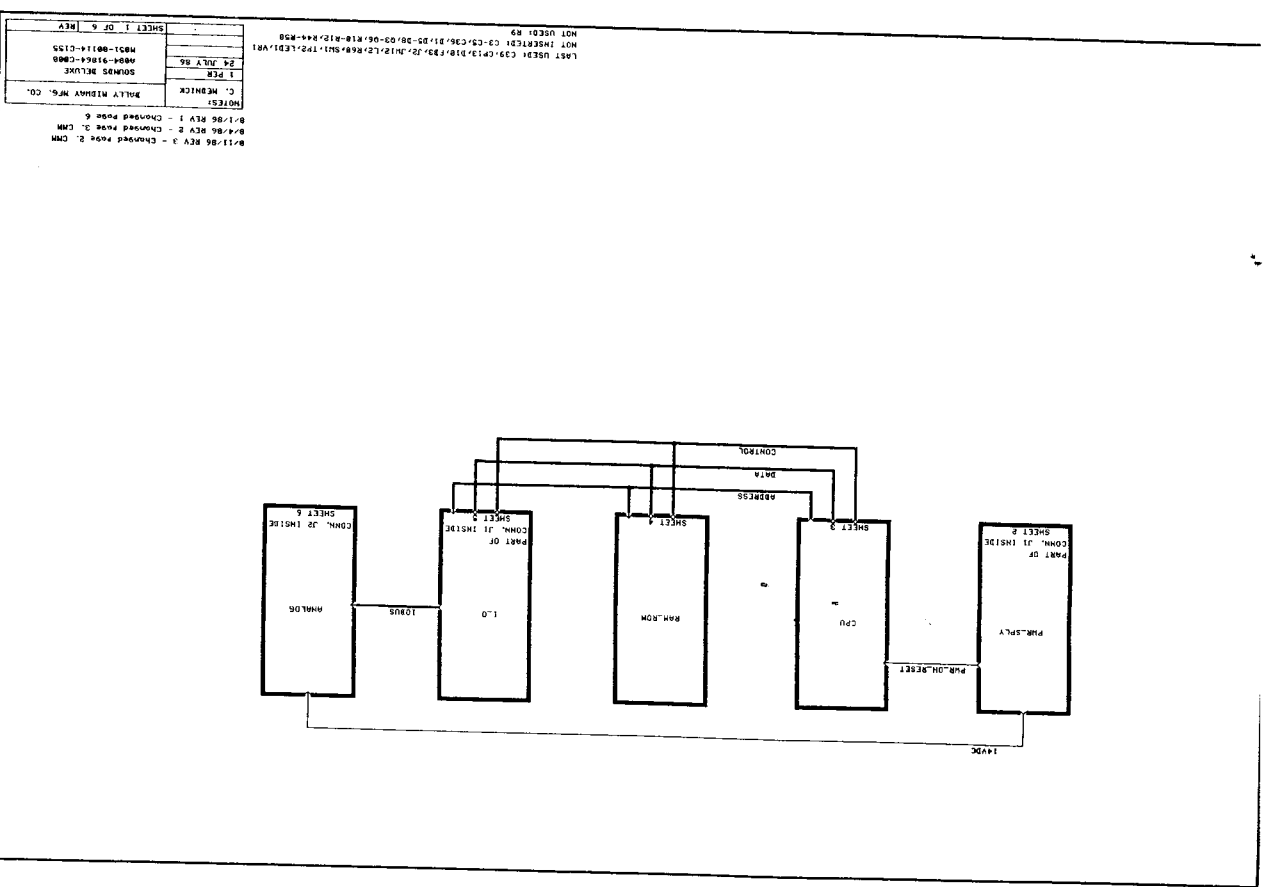 14VDC
PWR_SPLY
PART OF
CONN. J1 INSIDE
SHEET 2
PWR_ON_RESET
CPU
SHEET 3
RAM_ROM
SHEET 4
I_O
PART OF
CONN. J1 INSIDE
SHEET 5
IOBUS
ANALOG
CONN. J2 INSIDE
SHEET 6
ADDRESS
DATA
CONTROL
8/11/86 REV 3 - Changed Page 2. CMM
8/4/86 REV 2 - Changed Page 3. CMM
8/1/86 REV 1 - Changed Page 6
LAST USED: C39,CP13,D10,FB3,J2,JW12,L2,R68,SW1,TP2,LED1,VR1
NOT INSERTED: C3-C5,C36,D1,D5-D8,Q3-Q6,R10-R12,R44-R50
NOT USED: R9
NOTES:
C. MEDNICK
1 PER
24 JULY 86
BALLY MIDWAY MFG. CO.
SOUNDS DELUXE
A084-91864-C000
M051-00114-C155
SHEET 1 OF 6 REV